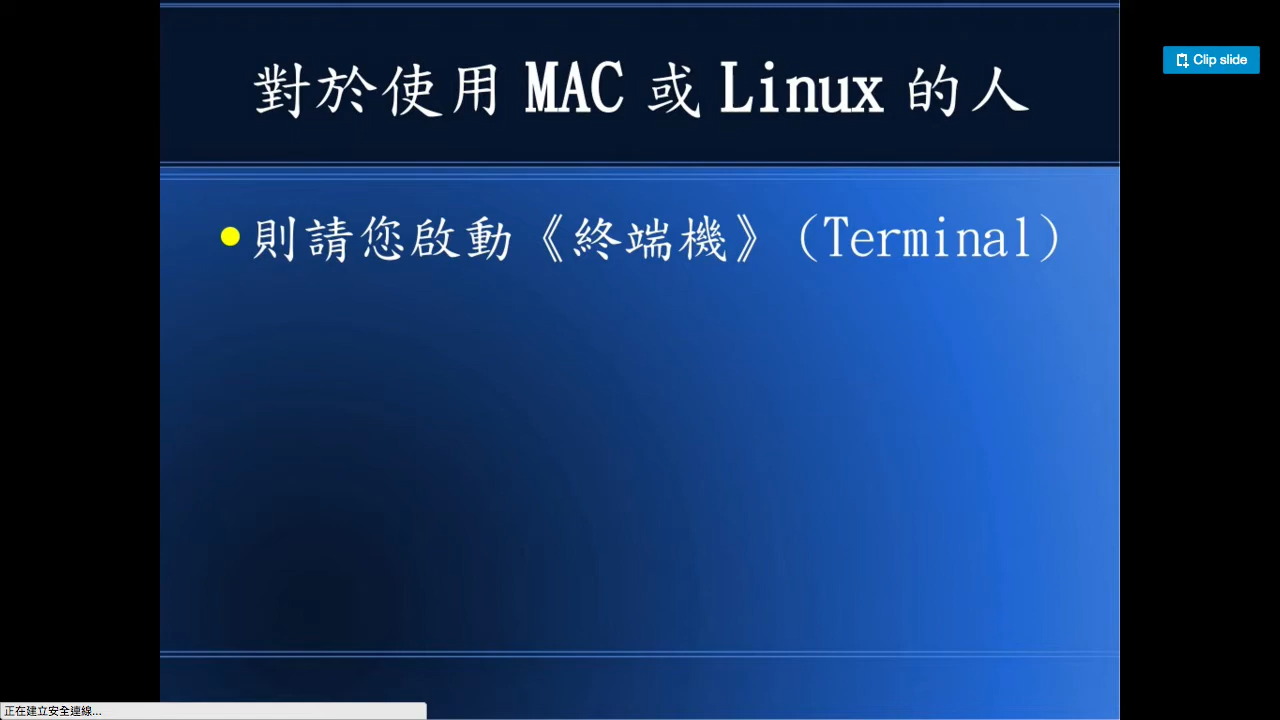 對於使用 MAC 或 Linux 的人
Clip slide
則請您啟動《終端機》(Terminal)
正在建立安全連線...